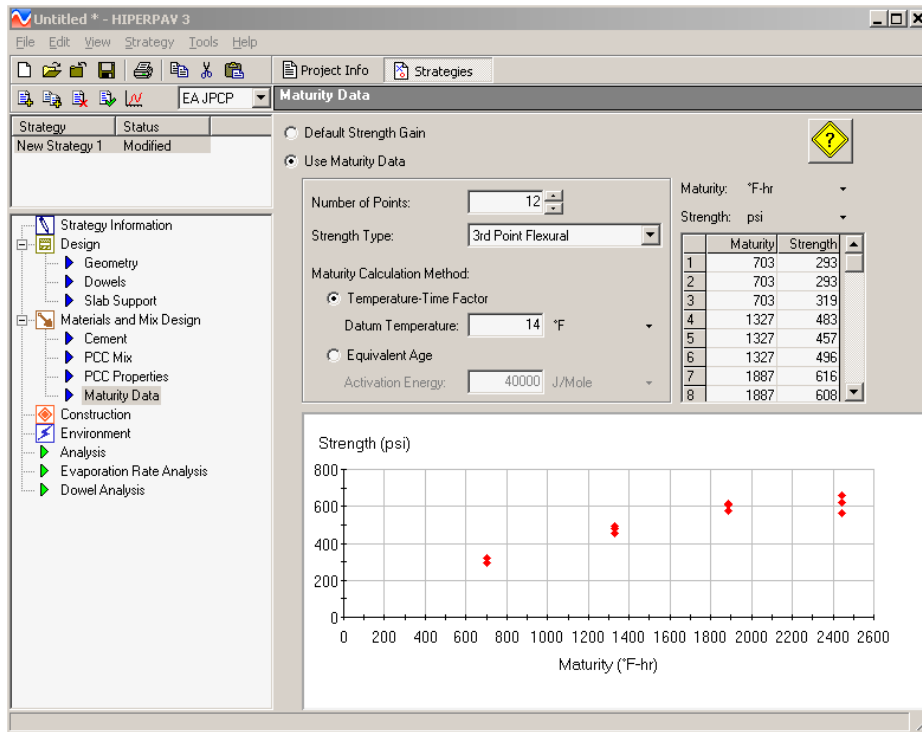 Untitled * - HIPERPAV 3
File Edit View Strategy Tools Help
Project Info Strategies
EA JPCP Maturity Data
Strategy Status
New Strategy 1 Modified
Strategy Information
Design
Geometry
Dowels
Slab Support
Materials and Mix Design
Cement
PCC Mix
PCC Properties
Maturity Data
Construction
Environment
Analysis
Evaporation Rate Analysis
Dowel Analysis
Default Strength Gain
Use Maturity Data
?
Number of Points: 12
Strength Type: 3rd Point Flexural
Maturity Calculation Method:
Temperature-Time Factor
Datum Temperature: 14 °F
Equivalent Age
Activation Energy: 40000 J/Mole
Maturity: °F-hr
Strength: psi
Maturity Strength
1 703 293
2 703 293
3 703 319
4 1327 483
5 1327 457
6 1327 496
7 1887 616
8 1887 608
Strength (psi)
800
600
400
200
0
0 200 400 600 800 1000 1200 1400 1600 1800 2000 2200 2400 2600
Maturity (°F-hr)